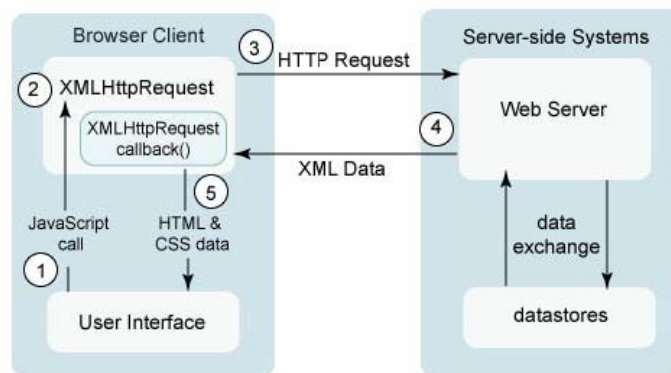 Browser Client
Server-side Systems
3
HTTP Request
2
XMLHttpRequest
Web Server
XMLHttpRequest
callback()
4
XML Data
5
JavaScript
call
HTML &
CSS data
data
exchange
1
User Interface
datastores